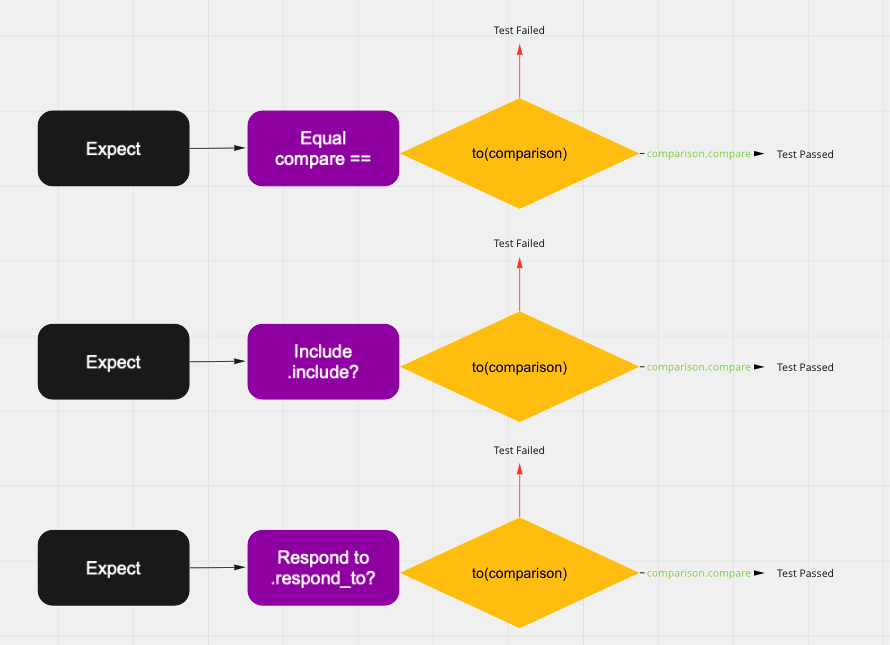 Test Failed
Expect
Equal
compare ==
to(comparison)
comparison.compare
Test Passed
Test Failed
Expect
Include
.include?
to(comparison)
comparison.compare
Test Passed
Test Failed
Expect
Respond to
.respond_to?
to(comparison)
comparison.compare
Test Passed